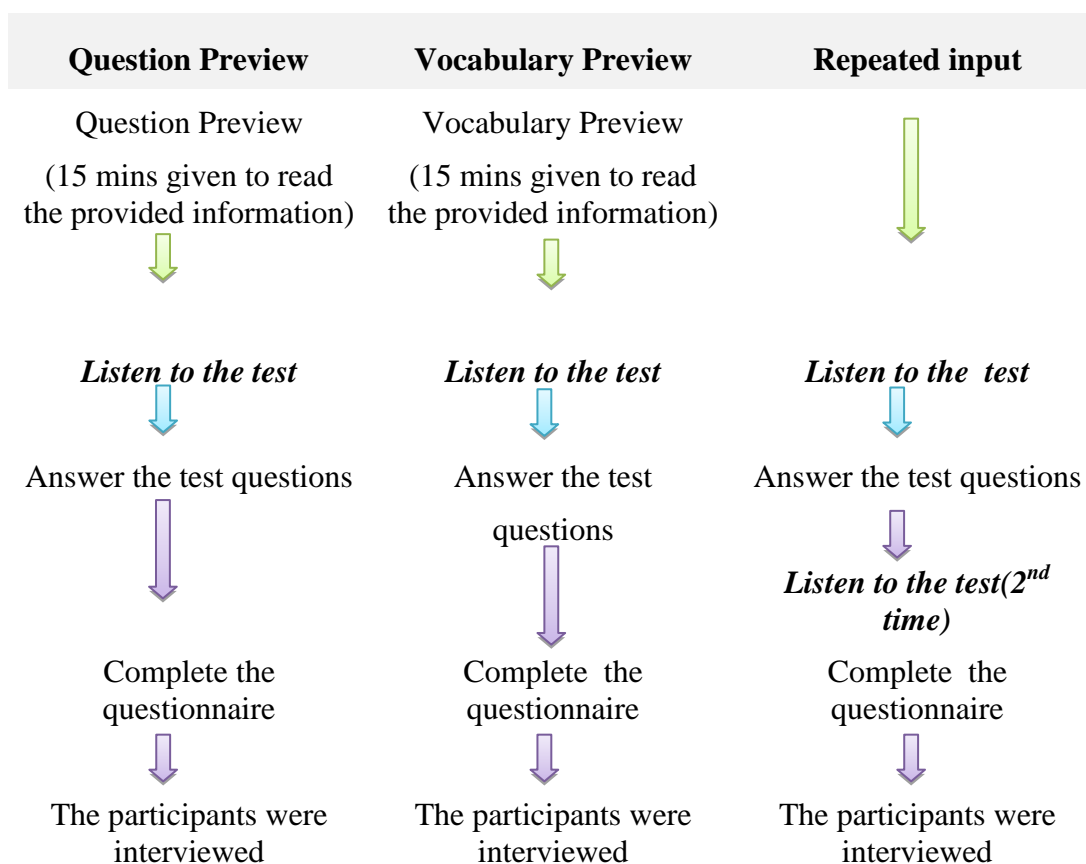 Question Preview
Vocabulary Preview
Repeated input
Question Preview
(15 mins given to read
the provided information)
Vocabulary Preview
(15 mins given to read
the provided information)
Listen to the test
Listen to the test
Listen to the  test
Answer the test questions
Answer the test
questions
Answer the test questions
Listen to the test(2nd
time)
Complete the
questionnaire
Complete  the
questionnaire
Complete  the
questionnaire
The participants were
interviewed
The participants were
interviewed
The participants were
interviewed